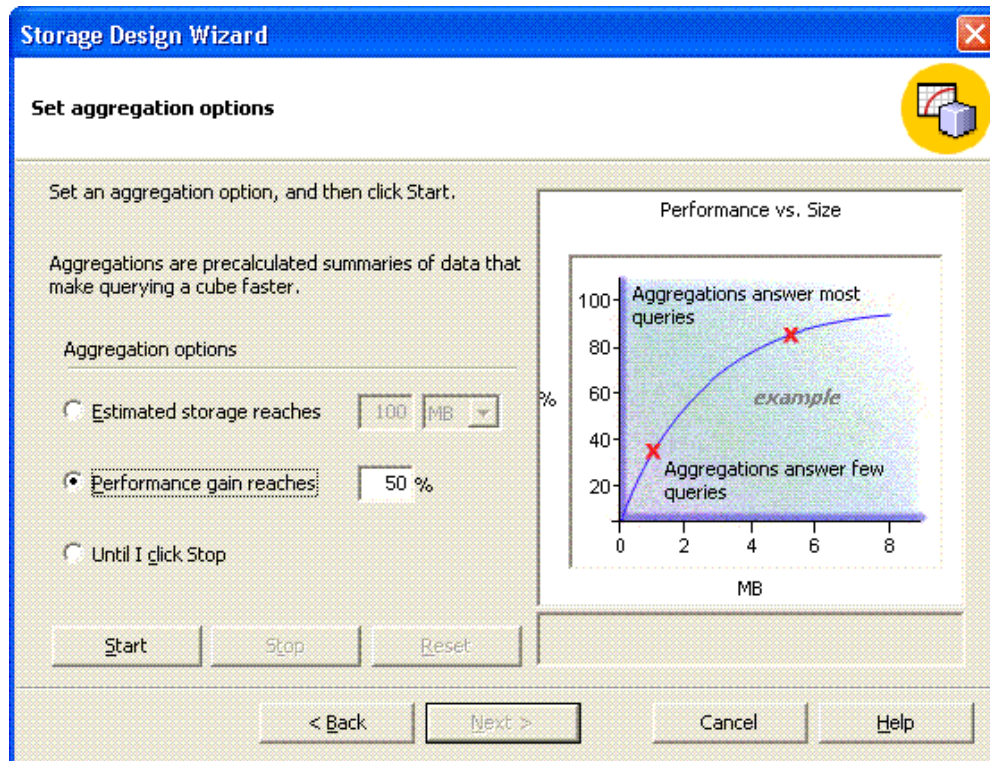 Storage Design Wizard
Set aggregation options
Set an aggregation option, and then click Start.
Aggregations are precalculated summaries of data that
make querying a cube faster.
Aggregation options
Estimated storage reaches 100 MB
Performance gain reaches 50 %
Until I click Stop
Start Stop Reset
Performance vs. Size
100
80
60
40
20
%
Aggregations answer most
queries
example
Aggregations answer few
queries
0 2 4 6 8
MB
< Back Next > Cancel Help